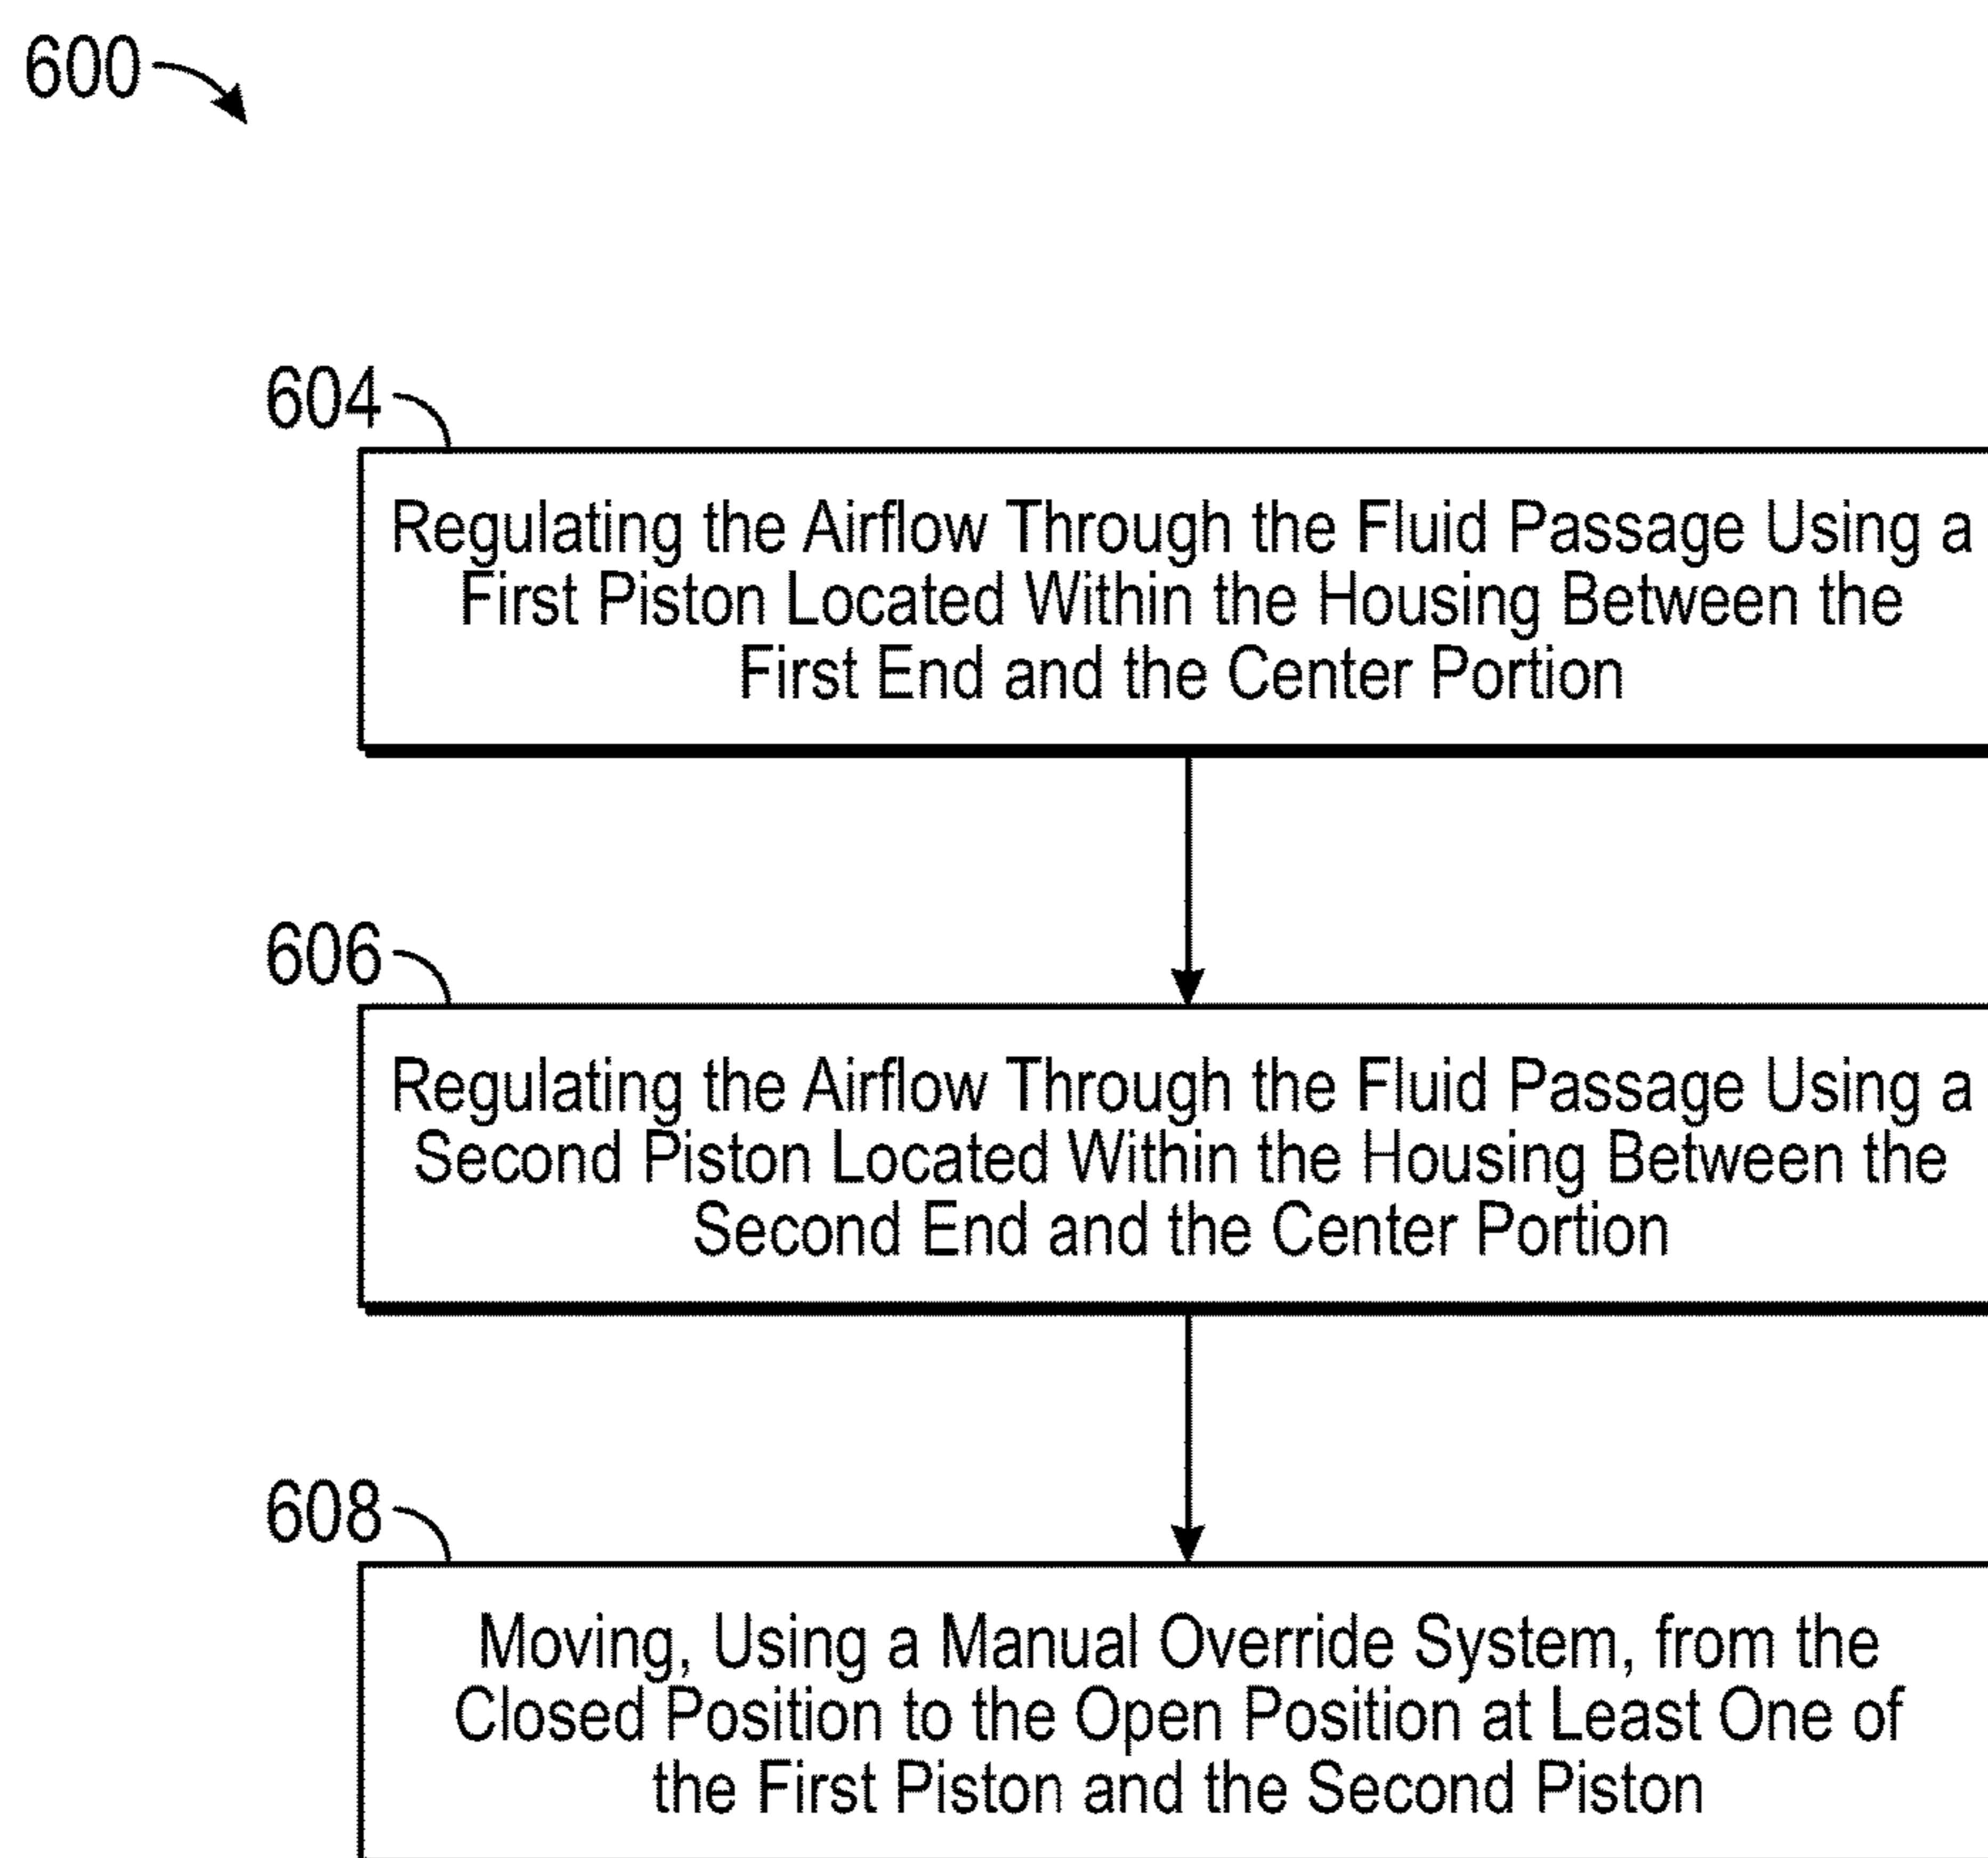 600
604
Regulating the Airflow Through the Fluid Passage Using a
First Piston Located Within the Housing Between the
First End and the Center Portion
606
Regulating the Airflow Through the Fluid Passage Using a
Second Piston Located Within the Housing Between the
Second End and the Center Portion
608
Moving, Using a Manual Override System, from the
Closed Position to the Open Position at Least One of
the First Piston and the Second Piston